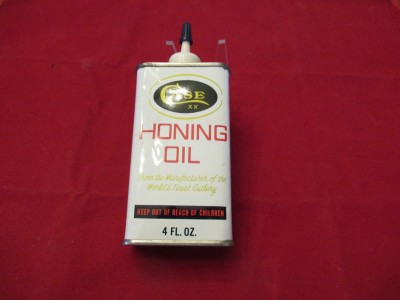 CASE
XX
HONING
OIL
From the Manufacturer of the
World's Finest Cutlery
KEEP OUT OF REACH OF CHILDREN
4 FL. OZ.